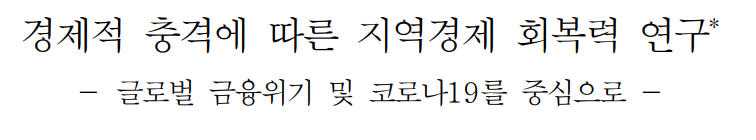 경제적 충격에 따른 지역경제 회복력 연구*
- 글로벌 금융위기 및 코로나19를 중심으로 -